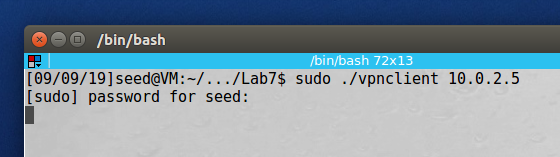 /bin/bash
/bin/bash 72x13
[09/09/19]seed@VM:~/.../Lab7$ sudo ./vpnclient 10.0.2.5
[sudo] password for seed: